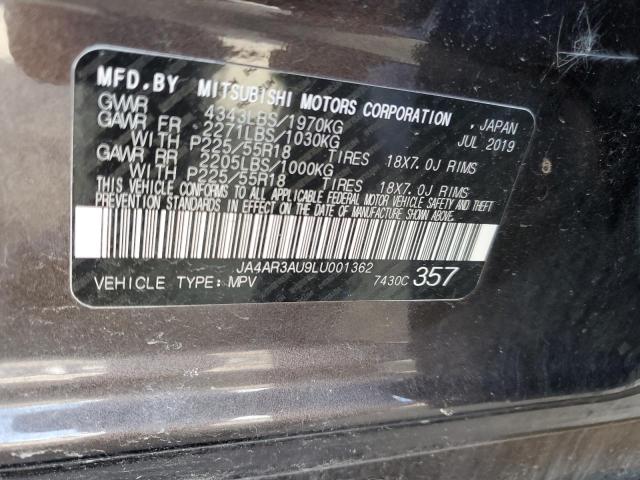 MFD.BY MITSUBISHI MOTORS CORPORATION , JAPAN
GVWR 4343LBS/1970KG JUL 2019
GAWR FR .2271LBS/1030KG
WITH P225/55R18 TIRES 18X7.0J RIMS
GAWR RR 2205LBS/1000KG
WITH P225/55R18 TIRES 18X7.0J RIMS
THIS VEHICLE CONFORMS TO ALL APPLICABLE FEDERAL MOTOR VEHICLE SAFETY AND THEFT
PREVENTION STANDARDS IN EFFECT ON THE DATE OF MANUFACTURE SHOWN ABOVE.
JA4AR3AU9LU001362
VEHICLE TYPE: MPV 7430C 357